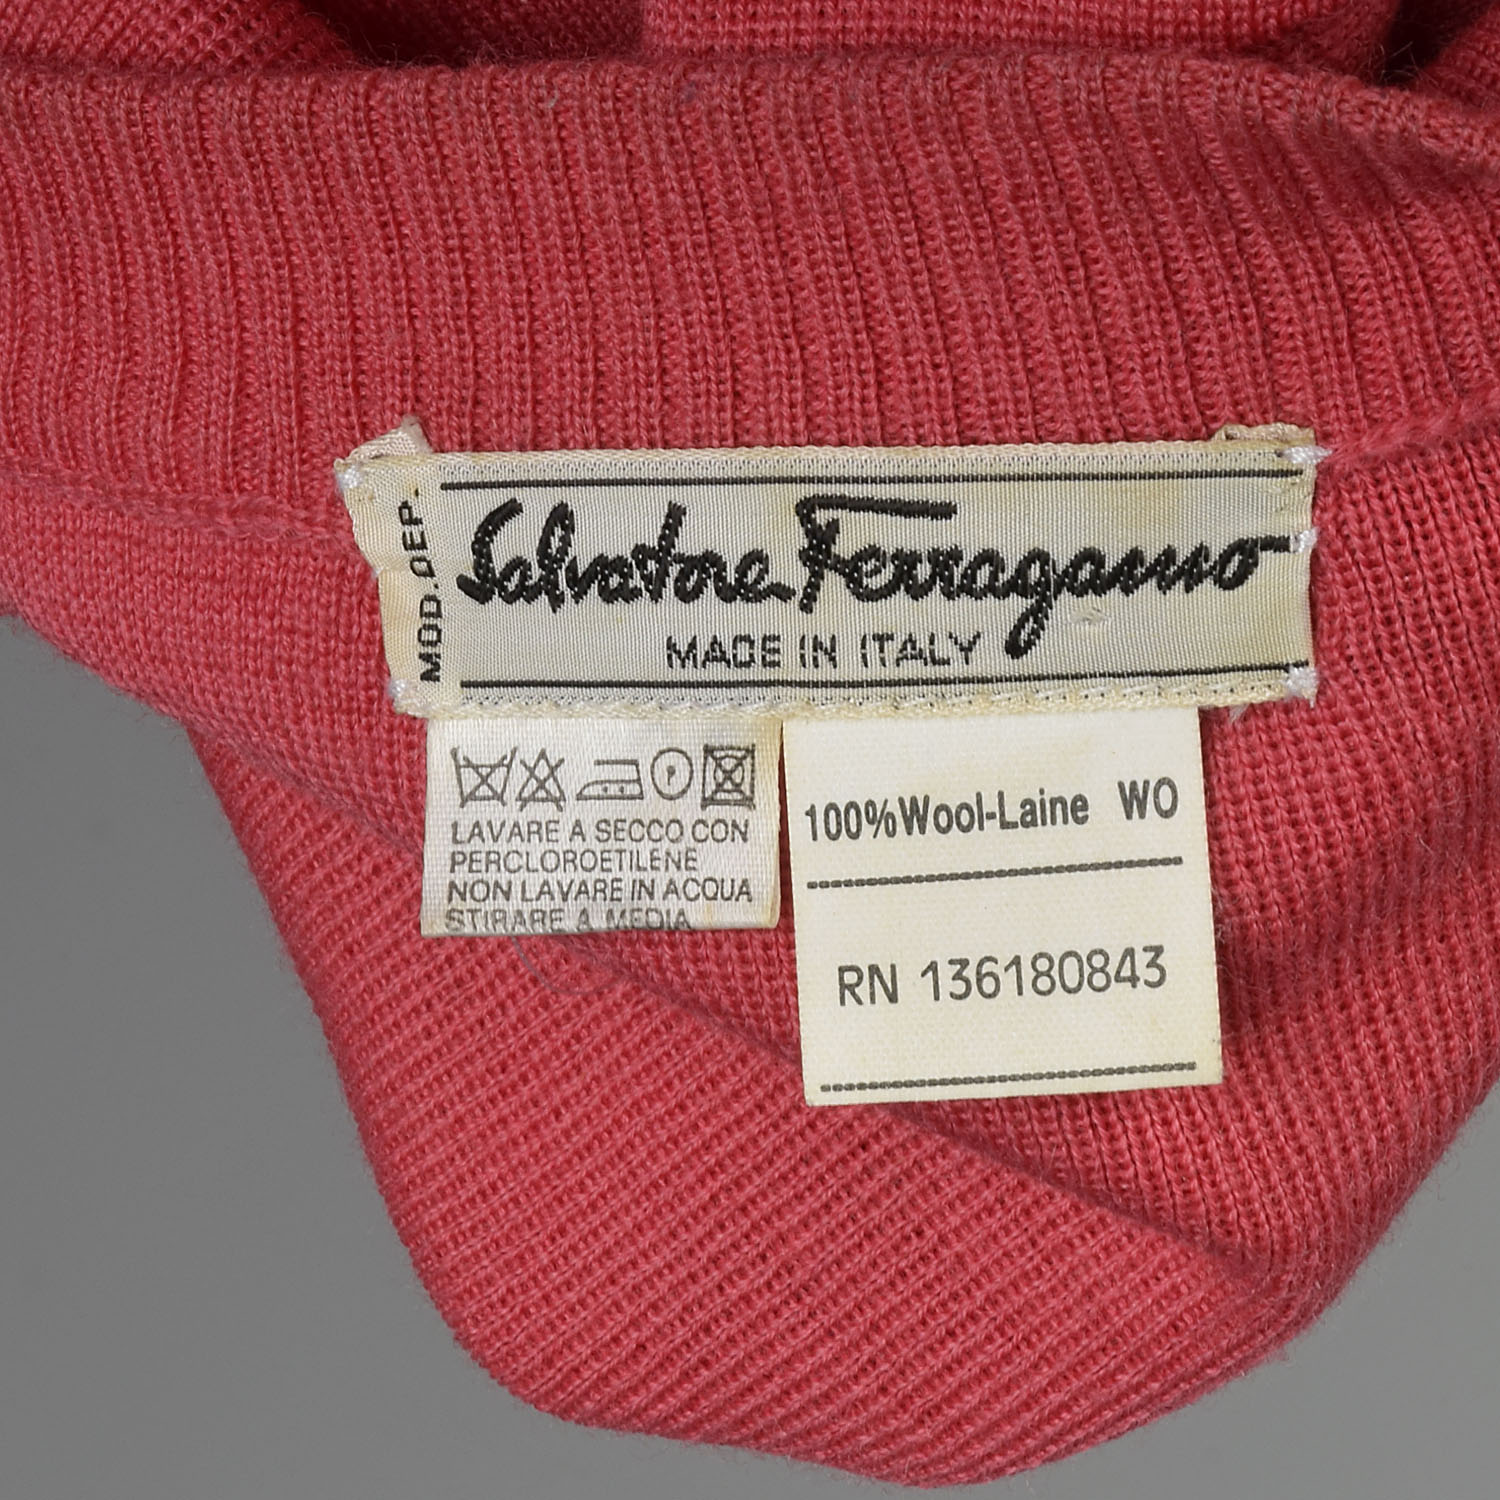 MOD.DEP.
Salvatore Ferragamo
MADE IN ITALY
P
LAVARE A SECCO CON
PERCLOROETILENE
NON LAVARE IN ACQUA
STIRARE A MEDIA
100%Wool-Laine WO
RN 136180843